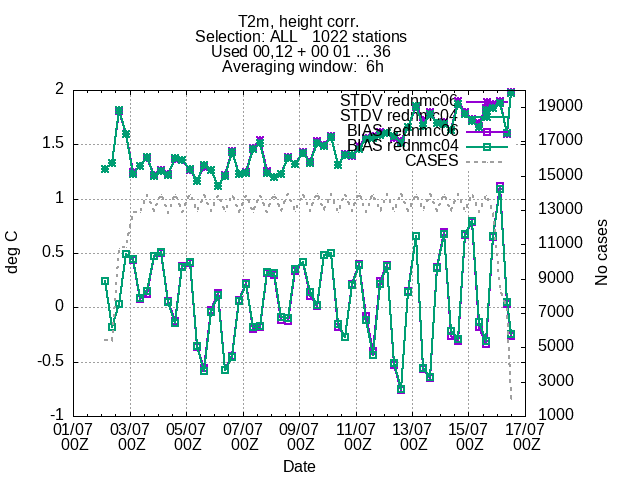 T2m, height corr.
Selection: ALL   1022 stations
Used 00,12 + 00 01 ... 36
Averaging window:  6h
STDV rednmc06
STDV rednmc04
BIAS rednmc06
BIAS rednmc04
CASES
2
1.5
1
0.5
0
-0.5
-1
deg C
19000
17000
15000
13000
11000
9000
7000
5000
3000
1000
No cases
01/07 03/07 05/07 07/07 09/07 11/07 13/07 15/07 17/07
00Z 00Z 00Z 00Z 00Z 00Z 00Z 00Z 00Z
Date